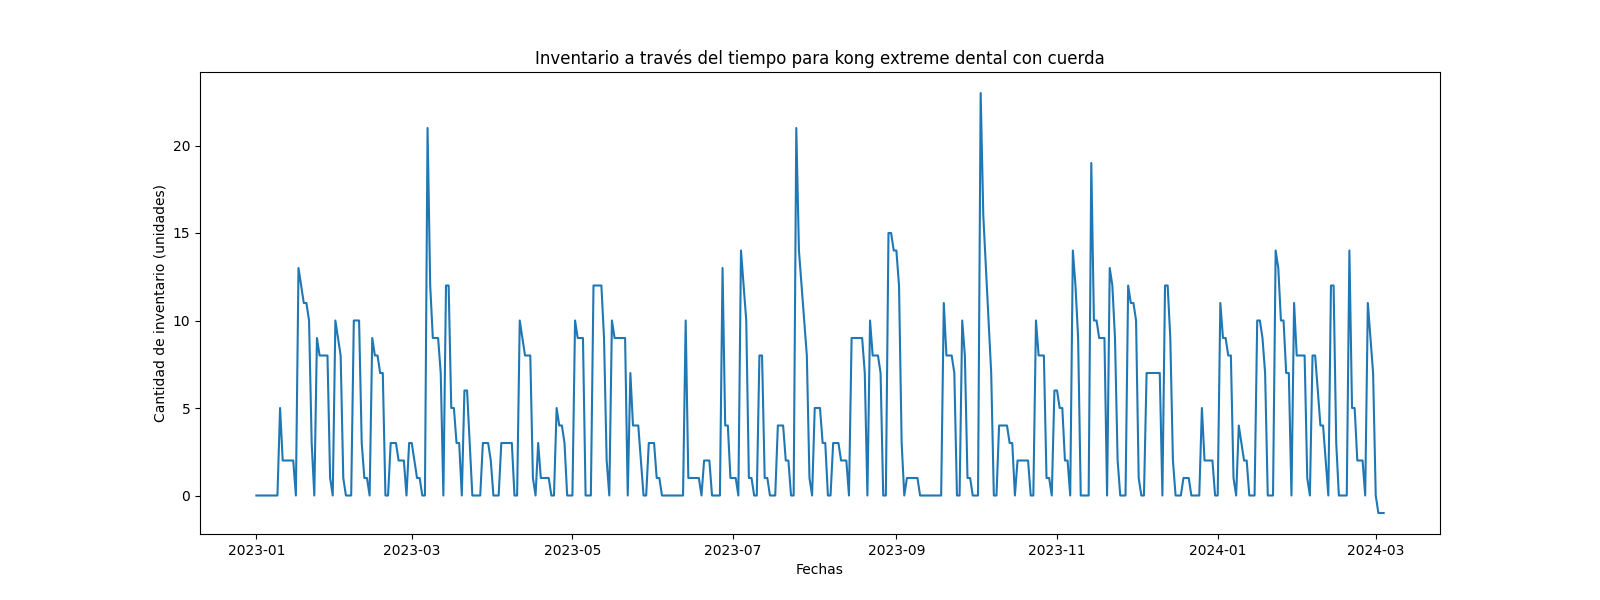 Inventario a través del tiempo para kong extreme dental con cuerda
Cantidad de inventario (unidades)
20
15
10
5
0
2023-01 2023-03 2023-05 2023-07 2023-09 2023-11 2024-01 2024-03
Fechas